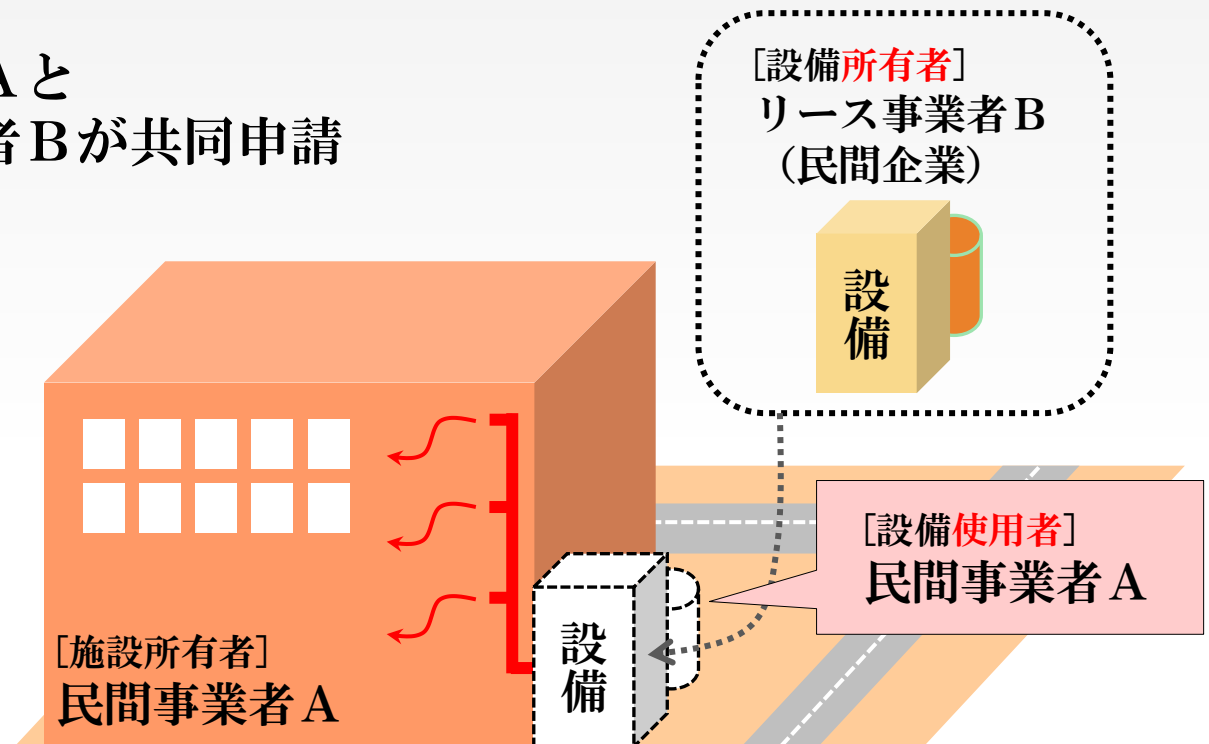 Ａと
者Ｂが共同申請
［設備所有者］
リース事業者Ｂ
（民間企業）
設備
［設備使用者］
民間事業者Ａ
設備
［施設所有者］
民間事業者Ａ